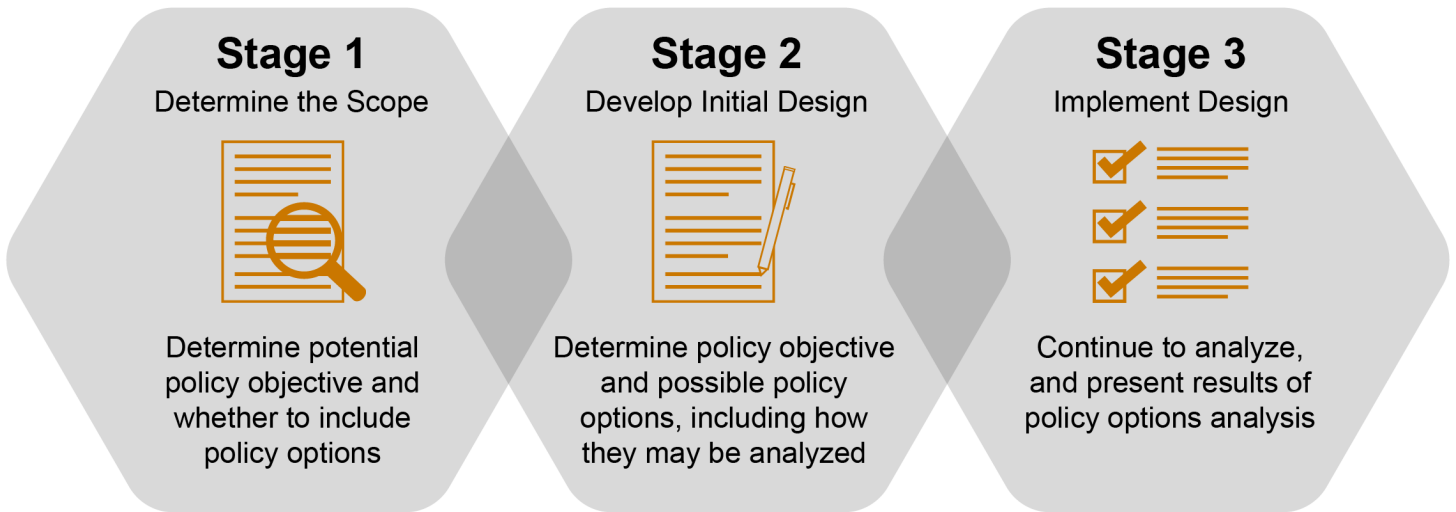 Stage 1
Determine the Scope
Determine potential
policy objective and
whether to include
policy options
Stage 2
Develop Initial Design
Determine policy objective
and possible policy
options, including how
they may be analyzed
Stage 3
Implement Design
Continue to analyze,
and present results of
policy options analysis